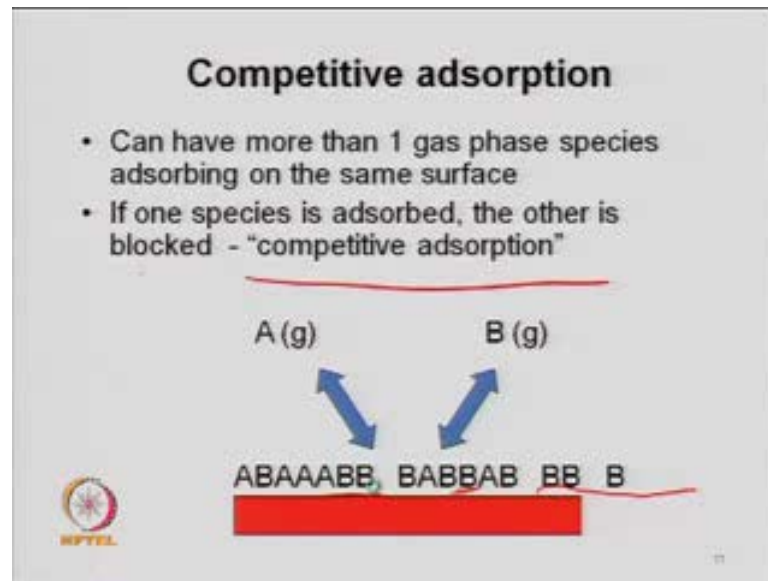 Competitive adsorption
• Can have more than 1 gas phase species
adsorbing on the same surface
• If one species is adsorbed, the other is
blocked - "competitive adsorption"
A (g) B (g)
ABAAABB BABBAB BB B
NPTEL